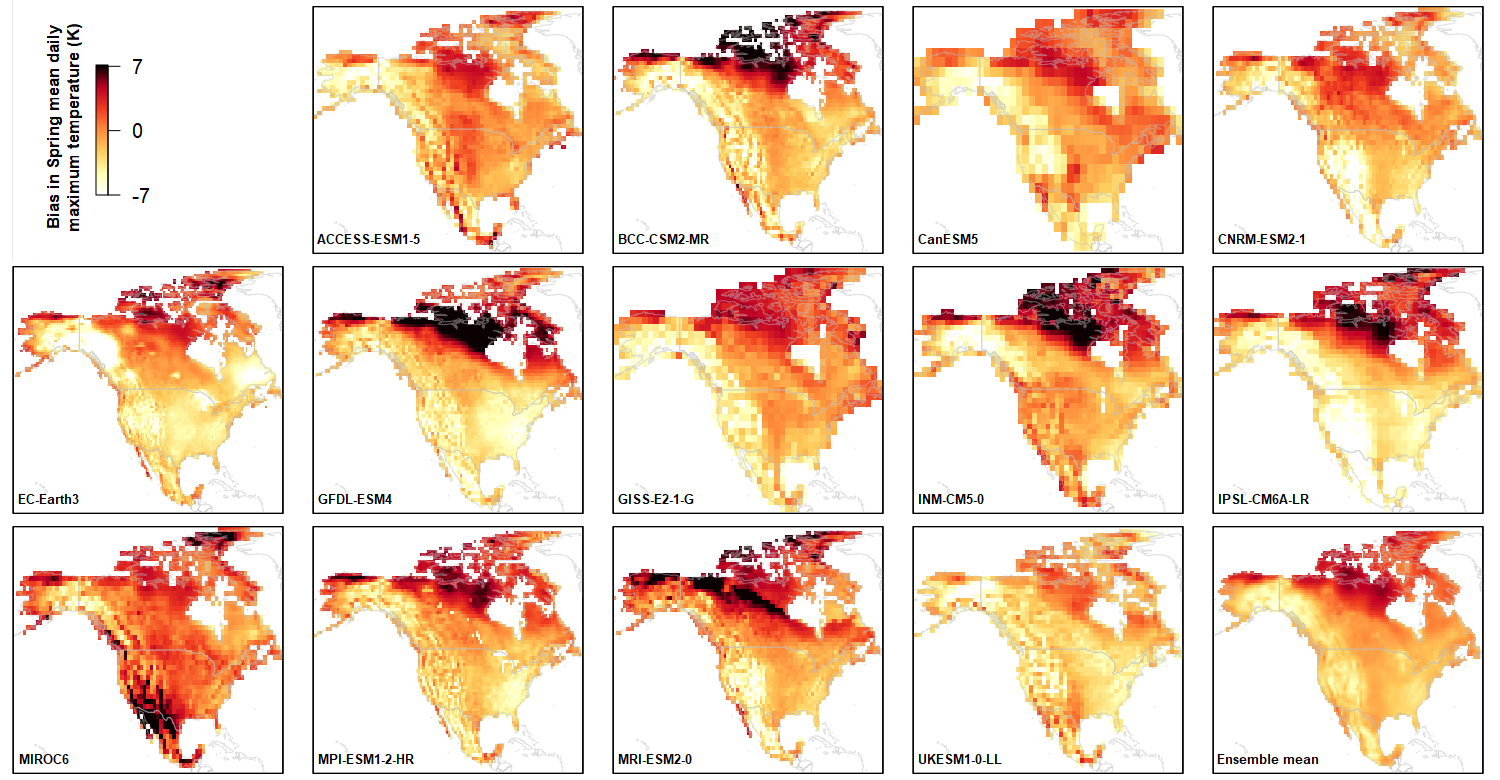 Bias in Spring mean daily
maximum temperature (K)
7
0
-7
ACCESS-ESM1-5
BCC-CSM2-MR
CanESM5
CNRM-ESM2-1
EC-Earth3
GFDL-ESM4
GISS-E2-1-G
INM-CM5-0
IPSL-CM6A-LR
MIROC6
MPI-ESM1-2-HR
MRI-ESM2-0
UKESM1-0-LL
Ensemble mean